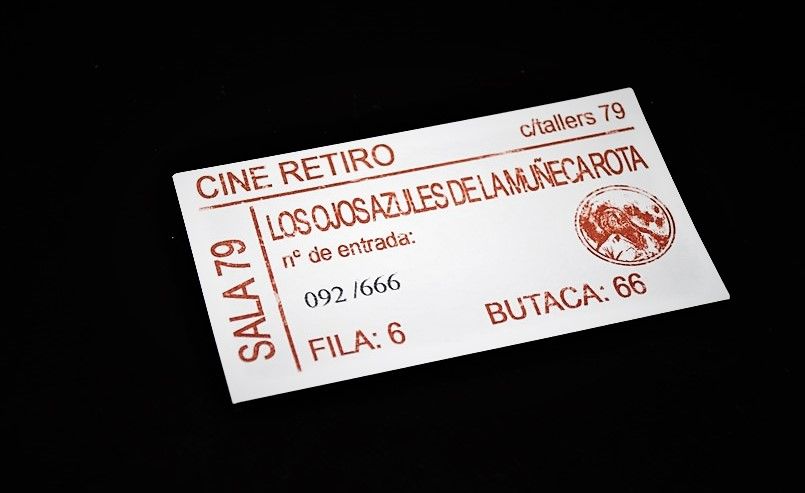 CINE RETIRO
c/tallers 79
SALA 79
LOS OJOS AZULES DE LA MUÑECA ROTA
nº de entrada:
092 /666
FILA: 6
BUTACA: 66